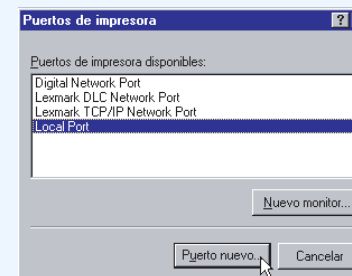 Puertos de impresora
?
Puertos de impresora disponibles:
Digital Network Port
Lexmark DLC Network Port
Lexmark TCP/IP Network Port
Local Port
Nuevo monitor...
Puerto nuevo...
Cancelar